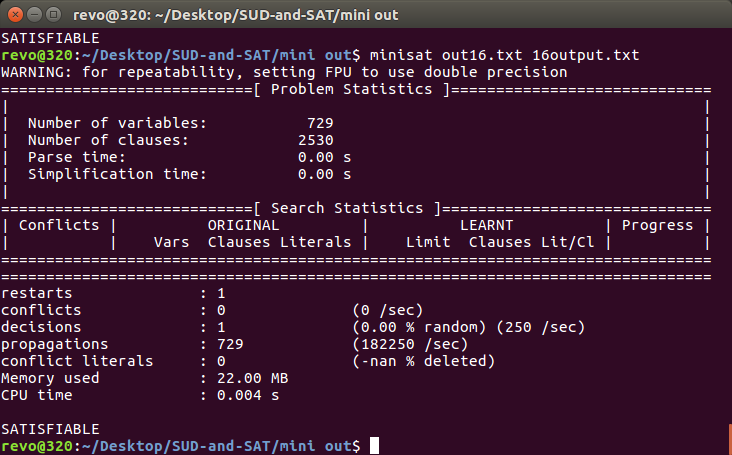 revo@320: ~/Desktop/SUD-and-SAT/mini out
SATISFIABLE
revo@320:~/Desktop/SUD-and-SAT/mini out$ minisat out16.txt 16output.txt
WARNING: for repeatability, setting FPU to use double precision
============================[ Problem Statistics ]=============================
|                                                                             |
|  Number of variables:           729                                         |
|  Number of clauses:            2530                                         |
|  Parse time:                   0.00 s                                       |
|  Simplification time:          0.00 s                                       |
|                                                                             |
============================[ Search Statistics ]==============================
| Conflicts |          ORIGINAL         |          LEARNT          | Progress |
|           |    Vars  Clauses Literals |    Limit  Clauses Lit/Cl |          |
===============================================================================
===============================================================================
restarts              : 1
conflicts             : 0              (0 /sec)
decisions             : 1              (0.00 % random) (250 /sec)
propagations          : 729            (182250 /sec)
conflict literals     : 0              (-nan % deleted)
Memory used           : 22.00 MB
CPU time              : 0.004 s

SATISFIABLE
revo@320:~/Desktop/SUD-and-SAT/mini out$